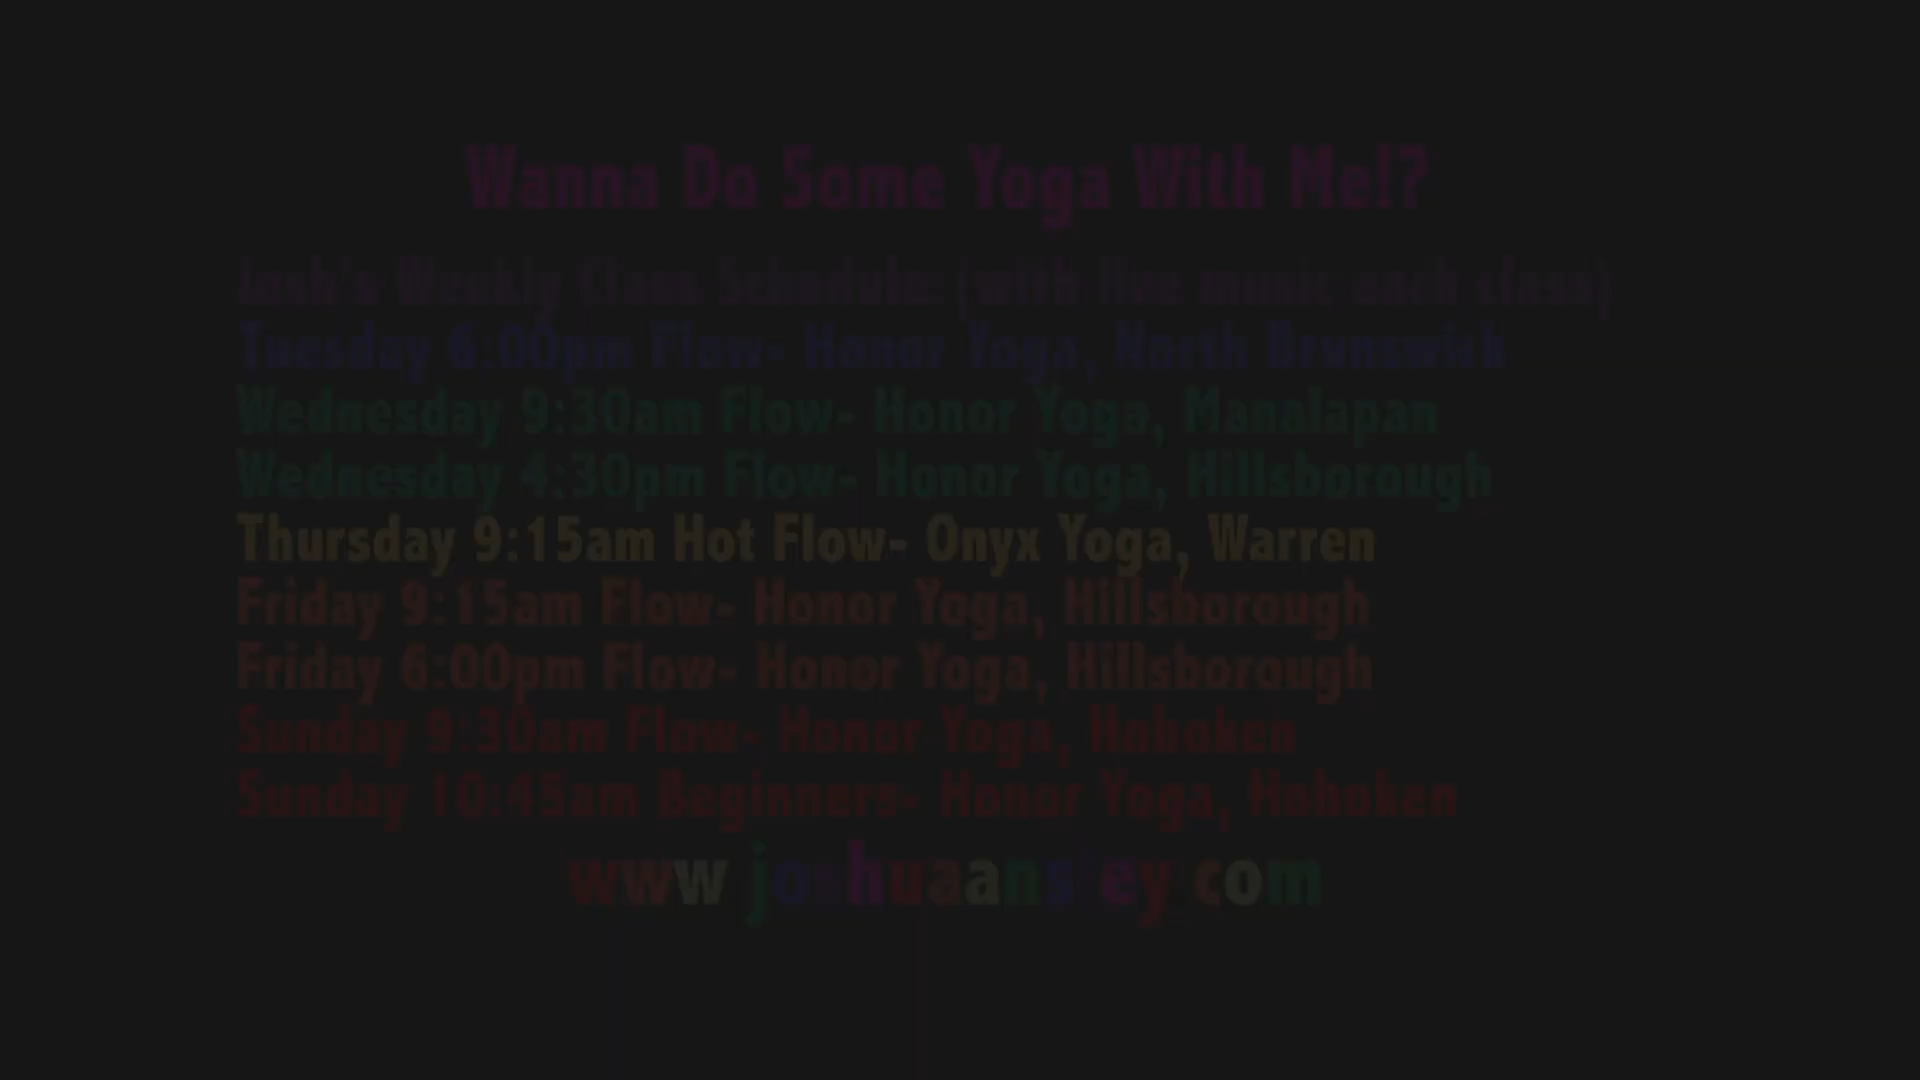 Wanna Do Some Yoga With Me!?
Josh's Weekly Class Schedule: (with live music each class)
Tuesday 6:00pm Flow- Honor Yoga, North Brunswick
Wednesday 9:30am Flow- Honor Yoga, Manalapan
Wednesday 4:30pm Flow- Honor Yoga, Hillsborough
Thursday 9:15am Hot Flow- Onyx Yoga, Warren
Friday 9:15am Flow- Honor Yoga, Hillsborough
Friday 6:00pm Flow- Honor Yoga, Hillsborough
Sunday 9:30am Flow- Honor Yoga, Hoboken
Sunday 10:45am Beginners- Honor Yoga, Hoboken